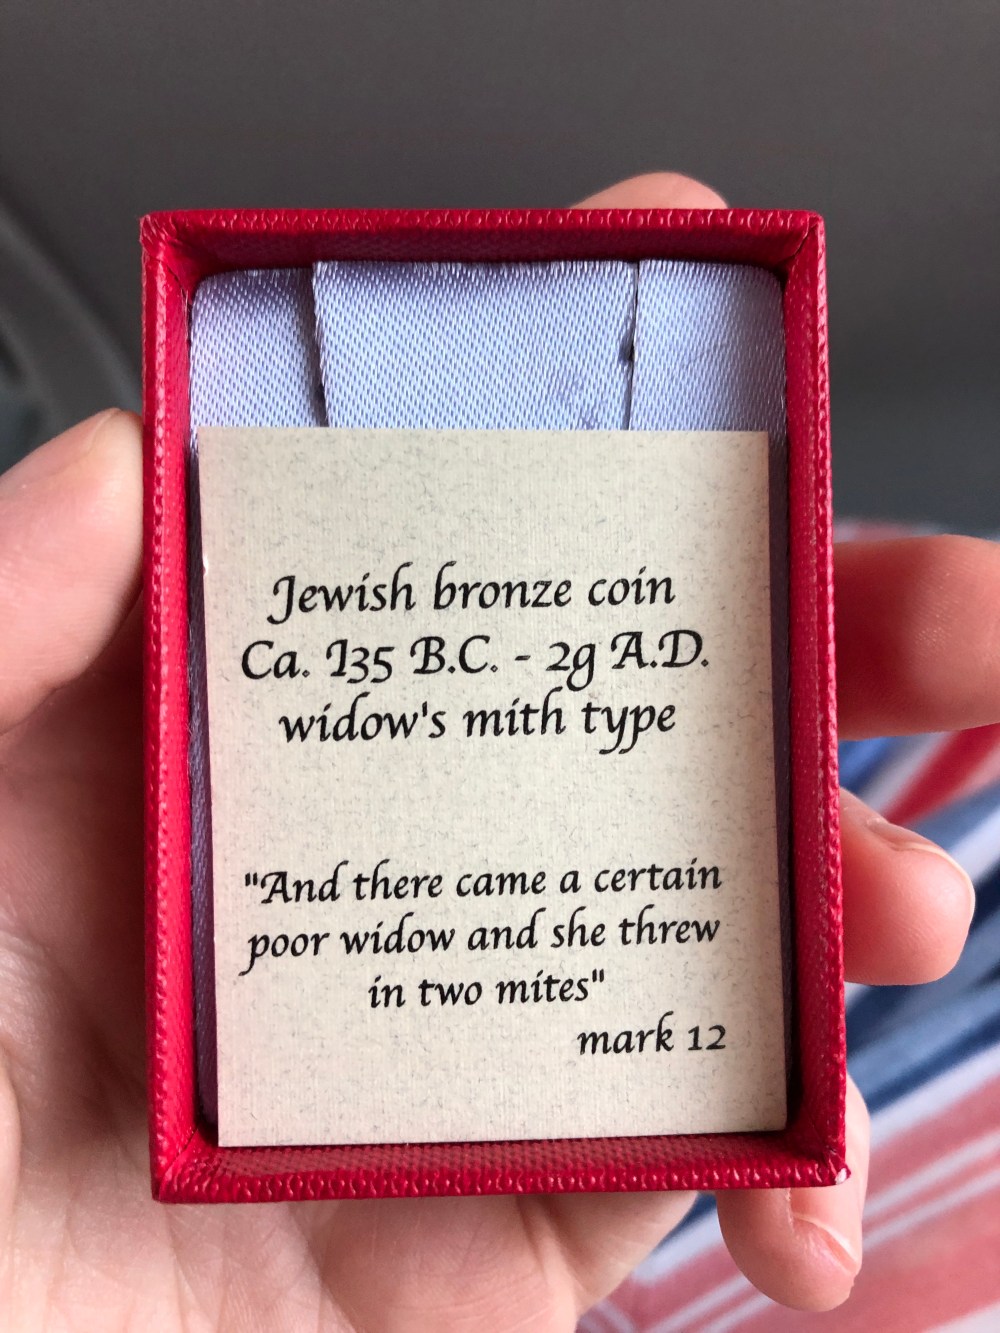 Jewish bronze coin
Ca. 135 B.C. - 29 A.D.
widow's mith type
"And there came a certain
poor widow and she threw
in two mites"
mark 12